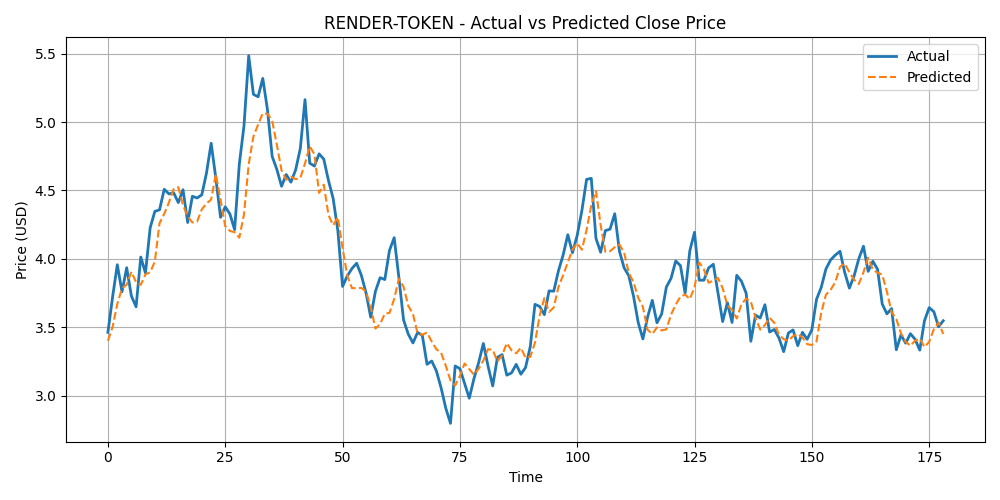 RENDER-TOKEN - Actual vs Predicted Close Price
Actual
Predicted
Price (USD)
5.5
5.0
4.5
4.0
3.5
3.0
0 25 50 75 100 125 150 175
Time